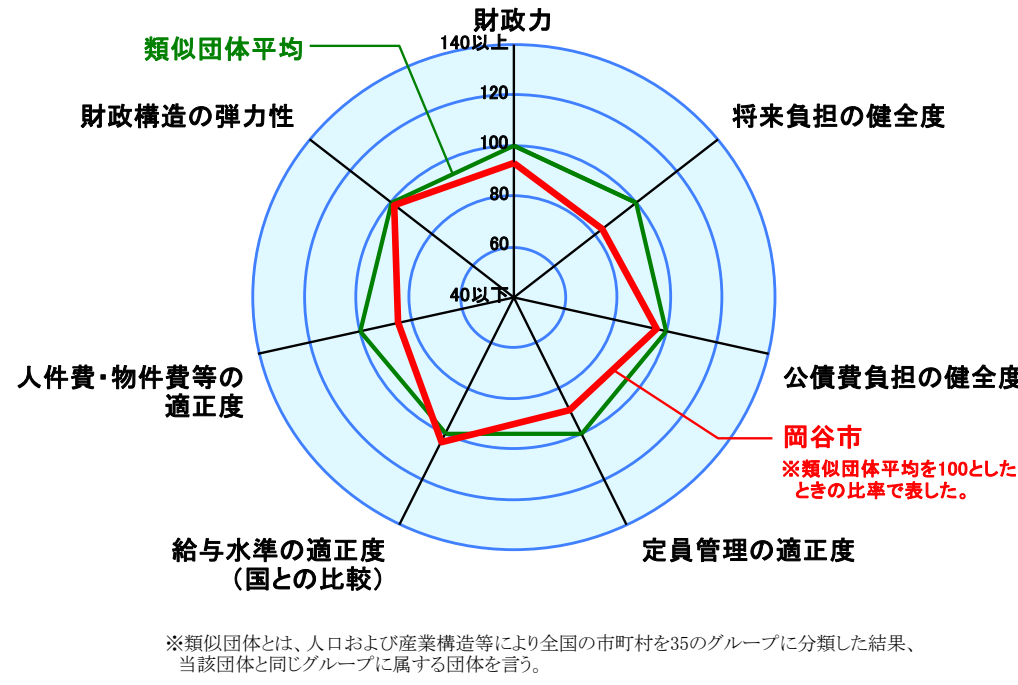 財政力
140以上
類似団体平均
120
財政構造の弾力性
将来負担の健全度
100
80
60
40以下
人件費・物件費等の
適正度
公債費負担の健全度
岡谷市
※類似団体平均を100とした
ときの比率で表した。
給与水準の適正度
(国との比較)
定員管理の適正度
※類似団体とは、人口および産業構造等により全国の市町村を35のグループに分類した結果、
当該団体と同じグループに属する団体を言う。